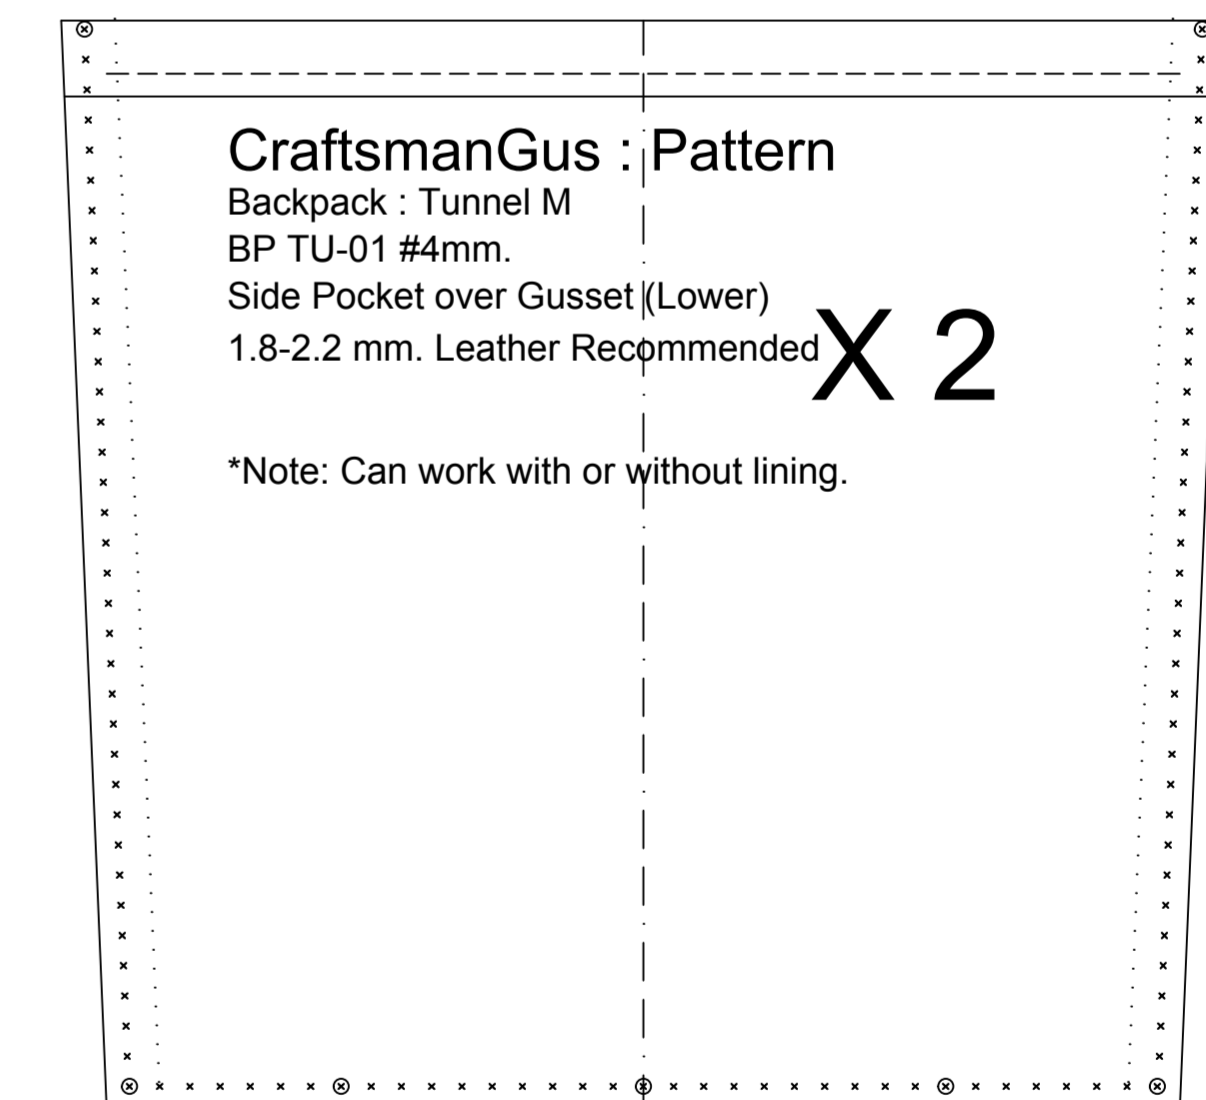 CraftsmanGus : Pattern
Backpack : Tunnel M
BP TU-01 #4mm.
Side Pocket over Gusset (Lower)
1.8-2.2 mm. Leather Recommended
X 2
*Note: Can work with or without lining.